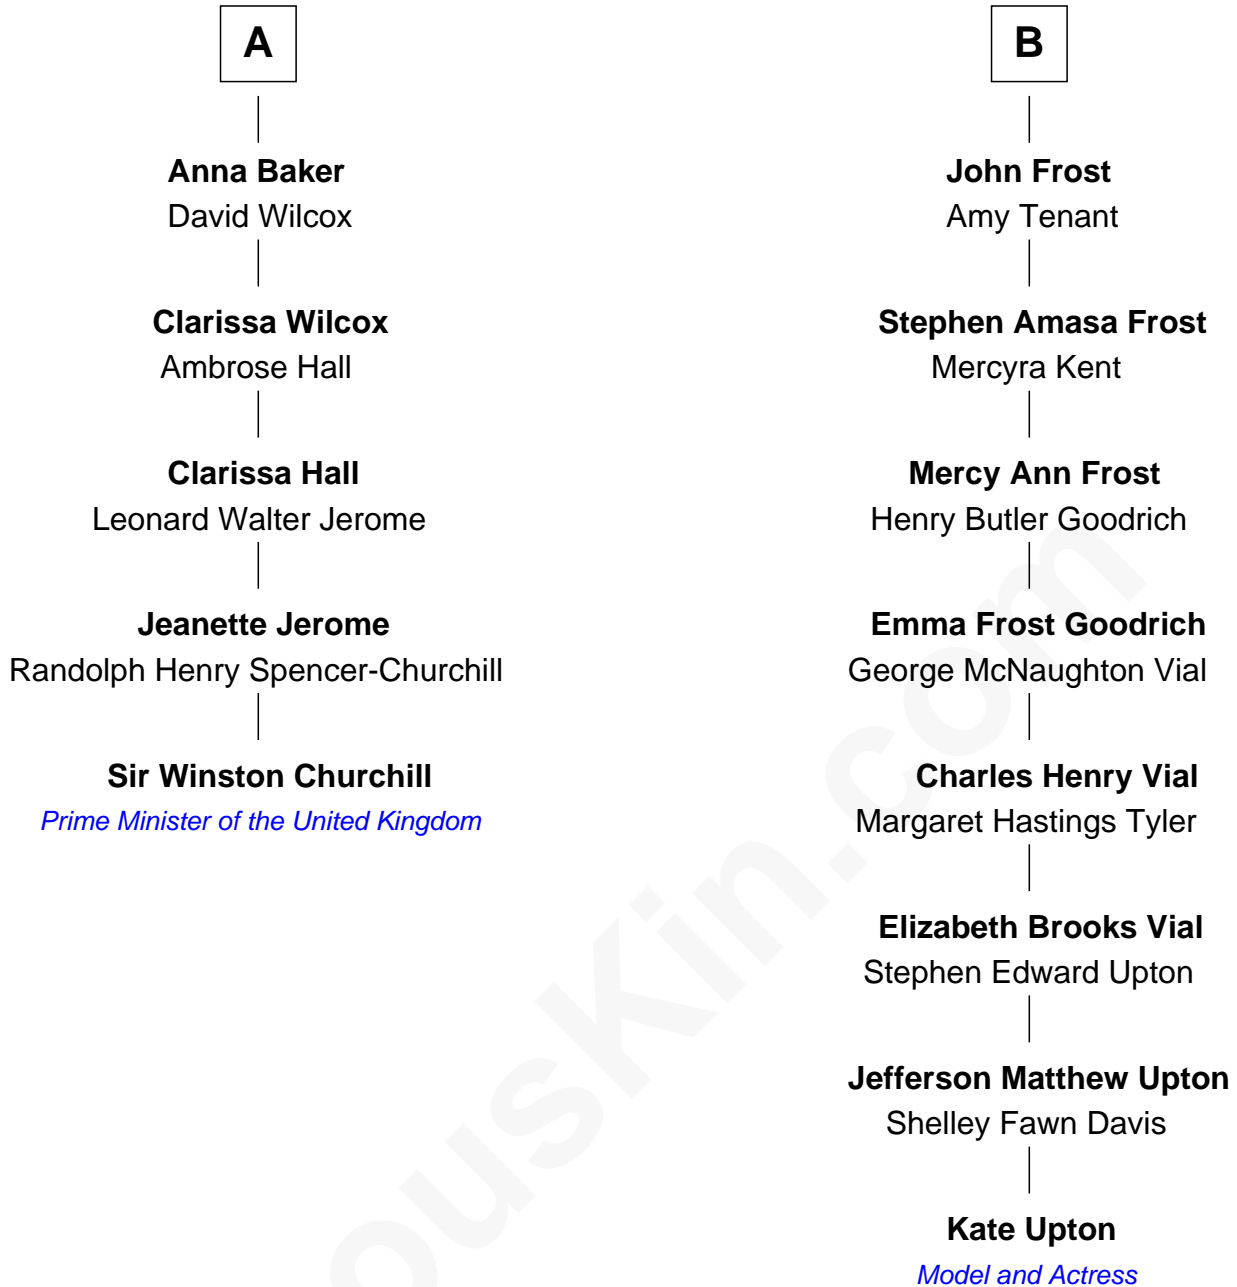 A
Anna Baker
David Wilcox
Clarissa Wilcox
Ambrose Hall
Clarissa Hall
Leonard Walter Jerome
Jeanette Jerome
Randolph Henry Spencer-Churchill
Sir Winston Churchill
Prime Minister of the United Kingdom
B
John Frost
Amy Tenant
Stephen Amasa Frost
Mercyra Kent
Mercy Ann Frost
Henry Butler Goodrich
Emma Frost Goodrich
George McNaughton Vial
Charles Henry Vial
Margaret Hastings Tyler
Elizabeth Brooks Vial
Stephen Edward Upton
Jefferson Matthew Upton
Shelley Fawn Davis
Kate Upton
Model and Actress
ousKin.com